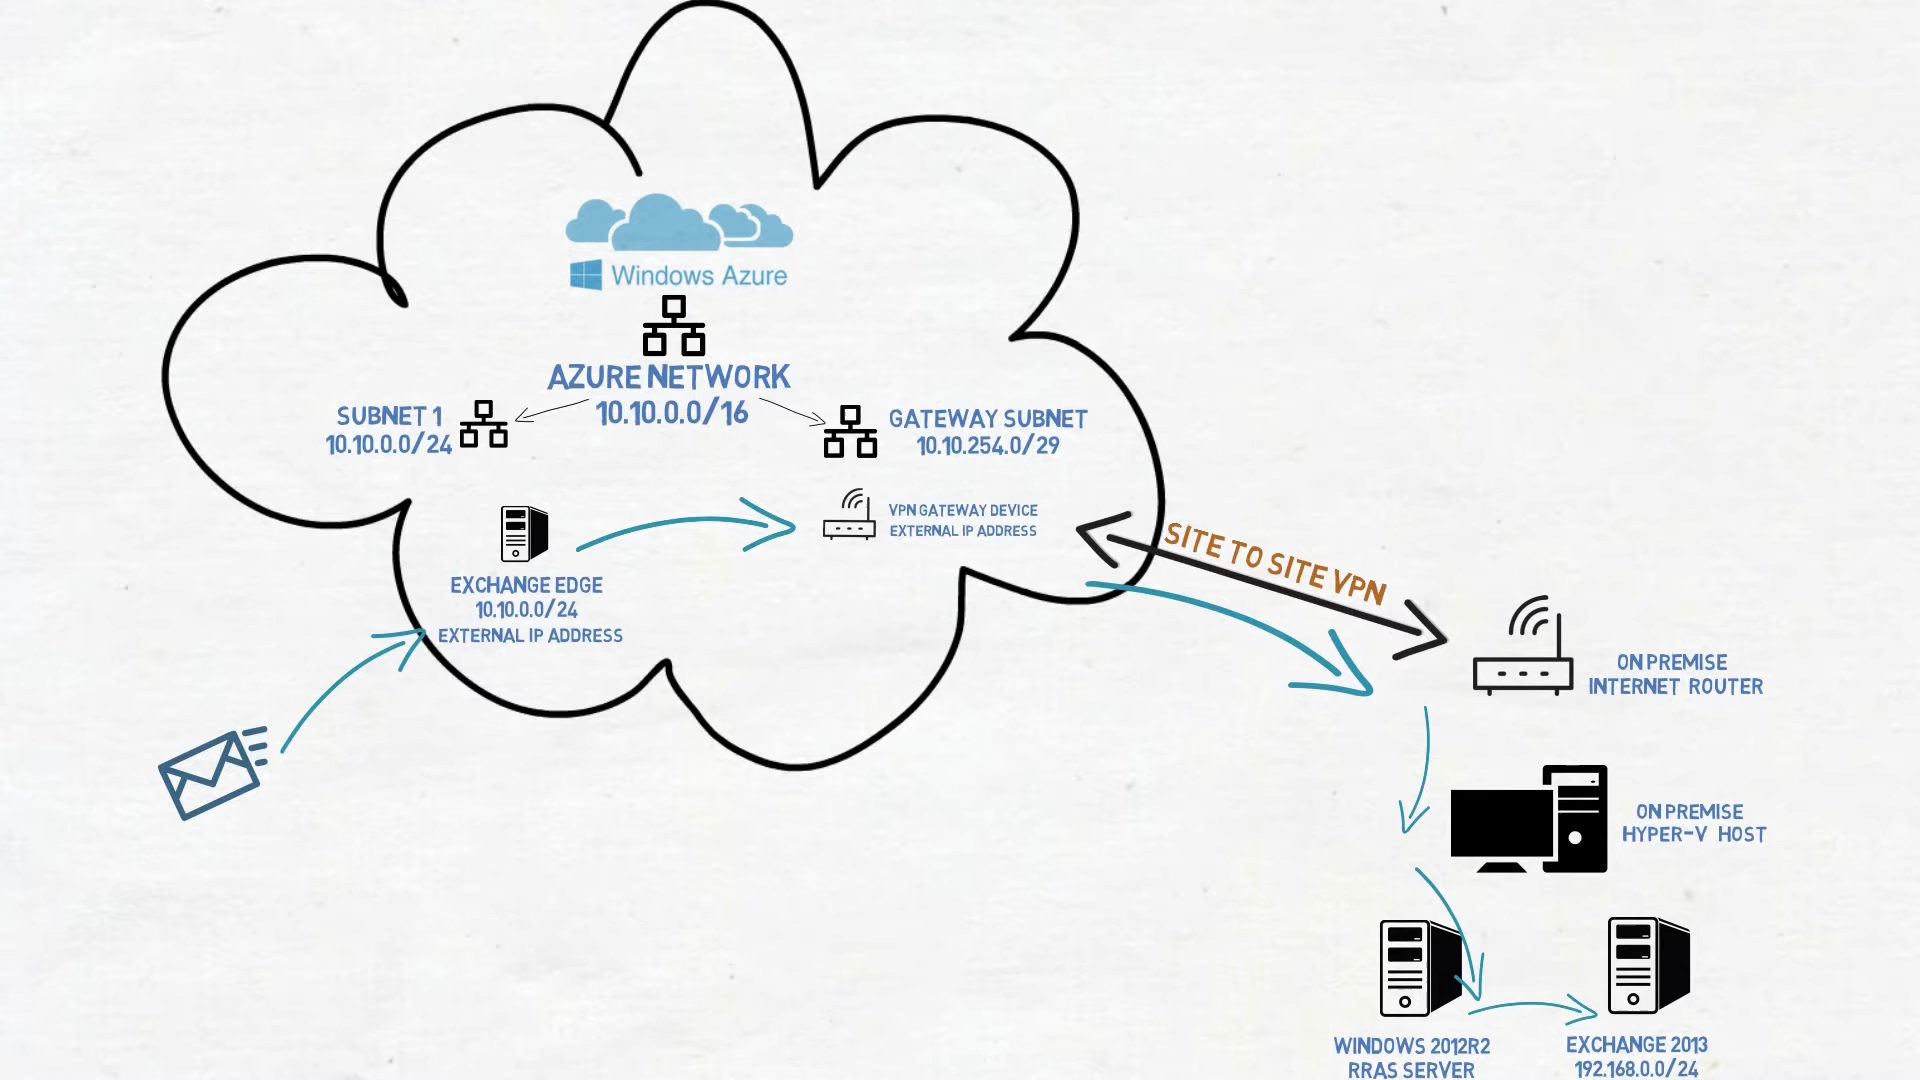 Windows Azure
AZURE NETWORK
10.10.0.0/16
SUBNET 1
10.10.0.0/24
GATEWAY SUBNET
10.10.254.0/29
VPN GATEWAY DEVICE
EXTERNAL IP ADDRESS
EXCHANGE EDGE
10.10.0.0/24
EXTERNAL IP ADDRESS
SITE TO SITE VPN
ON PREMISE
INTERNET ROUTER
ON PREMISE
HYPER-V HOST
WINDOWS 2012R2
RRAS SERVER
EXCHANGE 2013
192.168.0.0/24